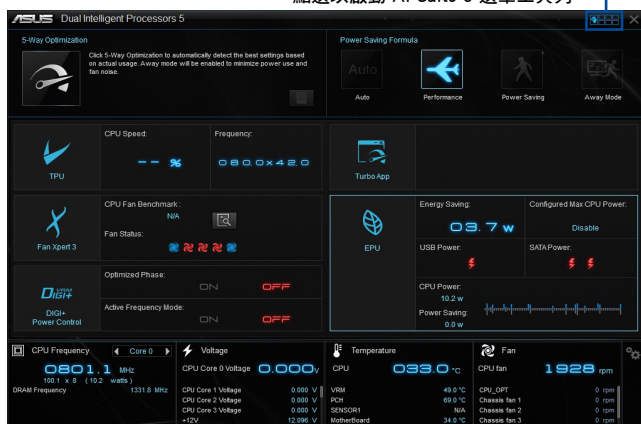 點選以啟動 AI Suite 3 選單工具列
ASUS Dual Intelligent Processors 5
5-Way Optimization
Click 5-Way Optimization to automatically detect the best settings based
on actual usage. Away mode will be enabled to minimize power use and
fan noise.
Power Saving Formula
Auto
Auto
Performance
Power Saving
Away Mode
TPU
CPU Speed:
-- %
Frequency:
080.0x42.0
Turbo App
Fan Xpert 3
CPU Fan Benchmark :
N/A
Fan Status:
EPU
Energy Saving:
03.7 w
Configured Max CPU Power:
Disable
USB Power:
SATA Power:
CPU Power:
10.2 w
Power Saving:
0.0 w
DIGI+ VRM
DIGI+
Power Control
Optimized Phase:
ON OFF
Active Frequency Mode:
ON OFF
CPU Frequency
Core 0
0801.1 MHz
100.1 x 8 (10.2 watts )
DRAM Frequency 1331.8 MHz
Voltage
CPU Core 0 Voltage 0.000v
CPU Core 1 Voltage 0.000 V
CPU Core 2 Voltage 0.000 V
CPU Core 3 Voltage 0.000 V
+12V 12.096 V
Temperature
CPU 033.0 °C
VRM 49.0 °C
PCH 69.0 °C
SENSOR1 N/A
MotherBoard 34.0 °C
Fan
CPU fan 1928 rpm
CPU_OPT 0 rpm
Chassis fan 1 0 rpm
Chassis fan 2 0 rpm
Chassis fan 3 0 rpm